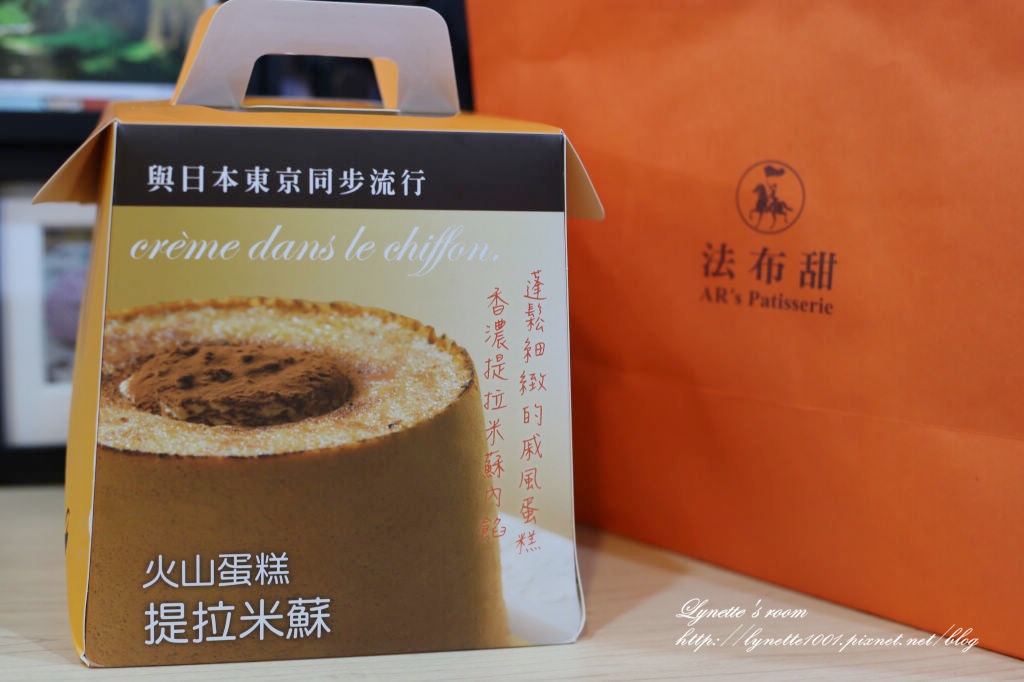 與日本東京同步流行
crème dans le chiffon.
蓬鬆細緻的戚風蛋糕
香濃提拉米蘇內餡
火山蛋糕
提拉米蘇
法布甜
AR's Patisserie
Lynette's room
http://lynette1001.pixnet.net/blog